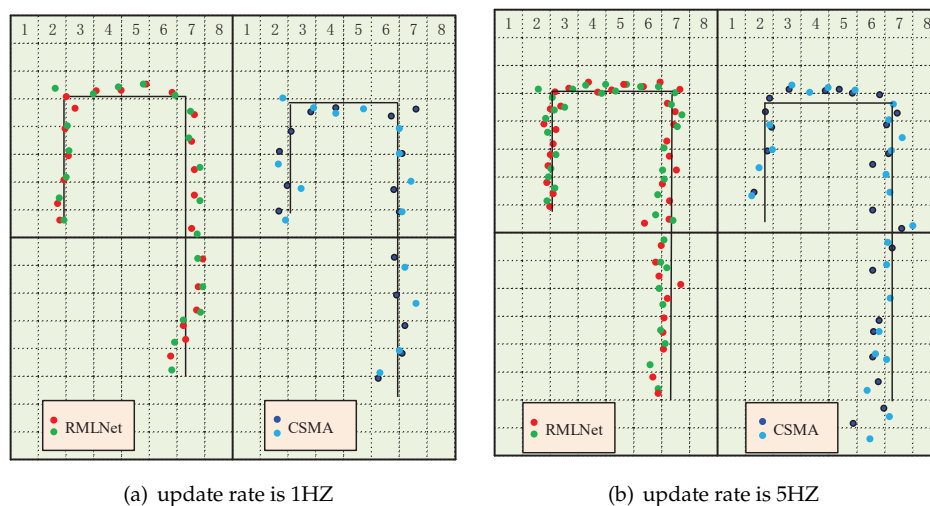 1 2 3 4 5 6 7 8 1 2 3 4 5 6 7 8
RMLNet
CSMA
(a) update rate is 1HZ
1 2 3 4 5 6 7 8 1 2 3 4 5 6 7 8
RMLNet
CSMA
(b) update rate is 5HZ